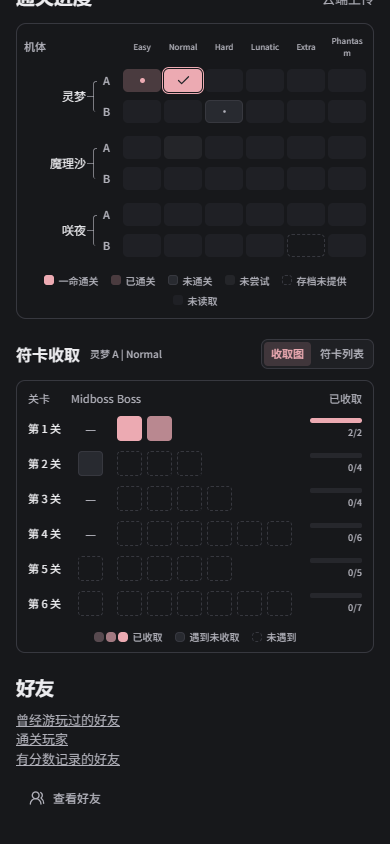 通关进度 云端上传
机体 Easy Normal Hard Lunatic Extra Phantasm
灵梦 A
B
魔理沙 A
B
咲夜 A
B
一命通关 已通关 未通关 未尝试 存档未提供
未读取
符卡收取 灵梦 A | Normal 收取图 符卡列表
关卡 Midboss Boss 已收取
第 1 关 — 2/2
第 2 关 0/4
第 3 关 — 0/4
第 4 关 — 0/6
第 5 关 0/5
第 6 关 0/7
已收取 遇到未收取 未遇到
好友
曾经游玩过的好友
通关玩家
有分数记录的好友
查看好友